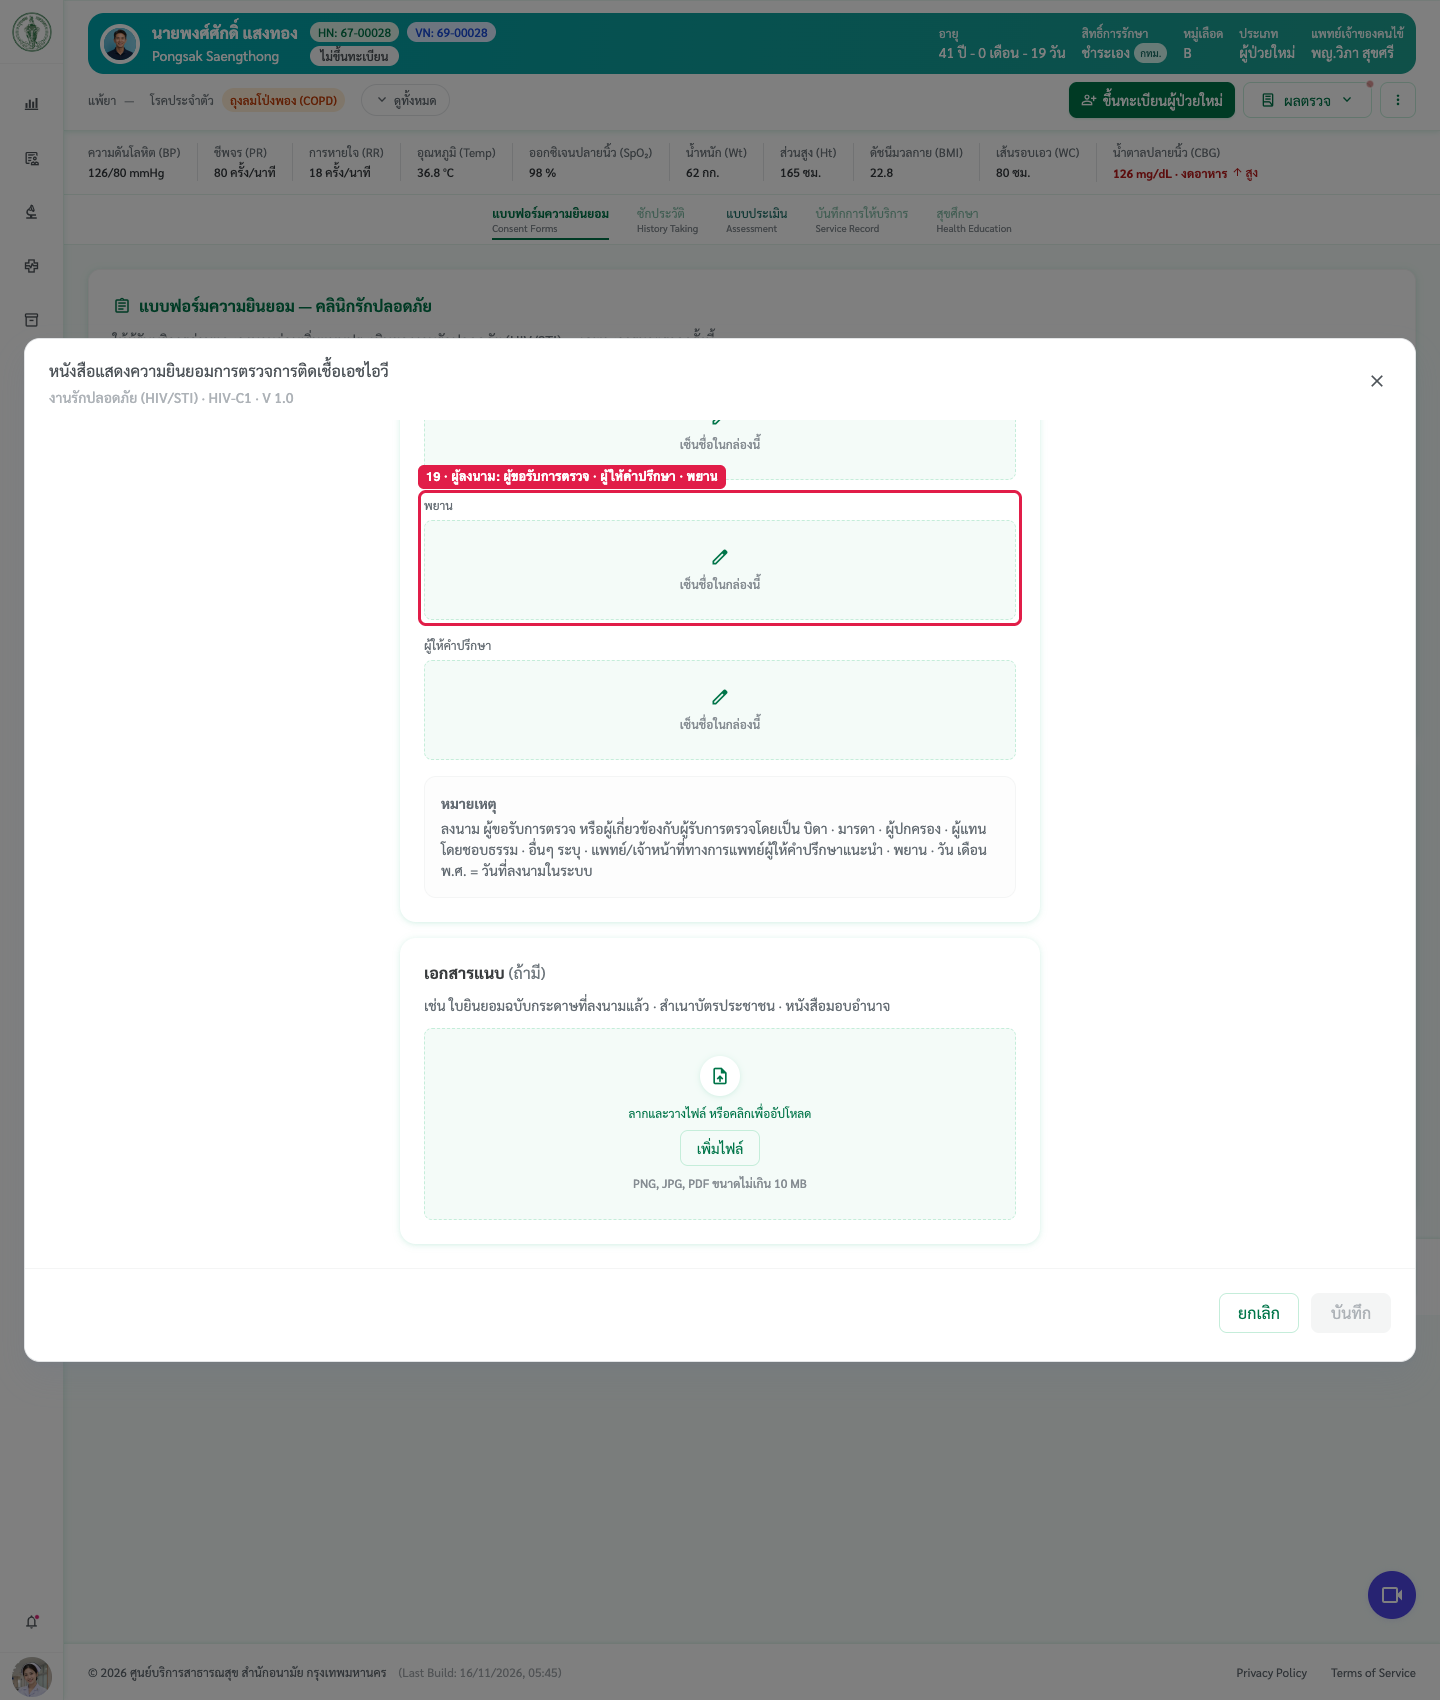 นายพงศ์ศักดิ์ แสงทอง
Pongsak Saengthong
HN: 67-00028
VN: 69-00028
ไม่ขึ้นทะเบียน
อายุ
41 ปี - 0 เดือน - 19 วัน
สิทธิ์การรักษา
ชำระเอง กทม.
หมู่เลือด
B
ประเภท
ผู้ป่วยใหม่
แพทย์เจ้าของคนไข้
พญ.วิภา สุขศรี
แพ้ยา —
โรคประจำตัว ถุงลมโป่งพอง (COPD)
ดูทั้งหมด
ขึ้นทะเบียนผู้ป่วยใหม่
ผลตรวจ
ความดันโลหิต (BP)
126/80 mmHg
ชีพจร (PR)
80 ครั้ง/นาที
การหายใจ (RR)
18 ครั้ง/นาที
อุณหภูมิ (Temp)
36.8 °C
ออกซิเจนปลายนิ้ว (SpO₂)
98 %
น้ำหนัก (Wt)
62 กก.
ส่วนสูง (Ht)
165 ซม.
ดัชนีมวลกาย (BMI)
22.8
เส้นรอบเอว (WC)
80 ซม.
น้ำตาลปลายนิ้ว (CBG)
126 mg/dL · งดอาหาร ↑ สูง
แบบฟอร์มความยินยอม
Consent Forms
ซักประวัติ
History Taking
แบบประเมิน
Assessment
บันทึกการให้บริการ
Service Record
สุขศึกษา
Health Education
แบบฟอร์มความยินยอม — คลินิกรักปลอดภัย
หนังสือแสดงความยินยอมการตรวจการติดเชื้อเอชไอวี
งานรักปลอดภัย (HIV/STI) · HIV-C1 · V 1.0
เซ็นชื่อในกล่องนี้
19 · ผู้ลงนาม: ผู้ขอรับการตรวจ · ผู้ให้คำปรึกษา · พยาน
พยาน
เซ็นชื่อในกล่องนี้
ผู้ให้คำปรึกษา
เซ็นชื่อในกล่องนี้
หมายเหตุ
ลงนาม ผู้ขอรับการตรวจ หรือผู้เกี่ยวข้องกับผู้รับการตรวจโดยเป็น บิดา · มารดา · ผู้ปกครอง · ผู้แทน
โดยชอบธรรม · อื่นๆ ระบุ · แพทย์/เจ้าหน้าที่ทางการแพทย์ผู้ให้คำปรึกษาแนะนำ · พยาน · วัน เดือน
พ.ศ. = วันที่ลงนามในระบบ
เอกสารแนบ (ถ้ามี)
เช่น ใบยินยอมฉบับกระดาษที่ลงนามแล้ว · สำเนาบัตรประชาชน · หนังสือมอบอำนาจ
ลากและวางไฟล์ หรือคลิกเพื่ออัปโหลด
เพิ่มไฟล์
PNG, JPG, PDF ขนาดไม่เกิน 10 MB
ยกเลิก
บันทึก
© 2026 ศูนย์บริการสาธารณสุข สำนักอนามัย กรุงเทพมหานคร
(Last Build: 16/11/2026, 05:45)
Privacy Policy
Terms of Service